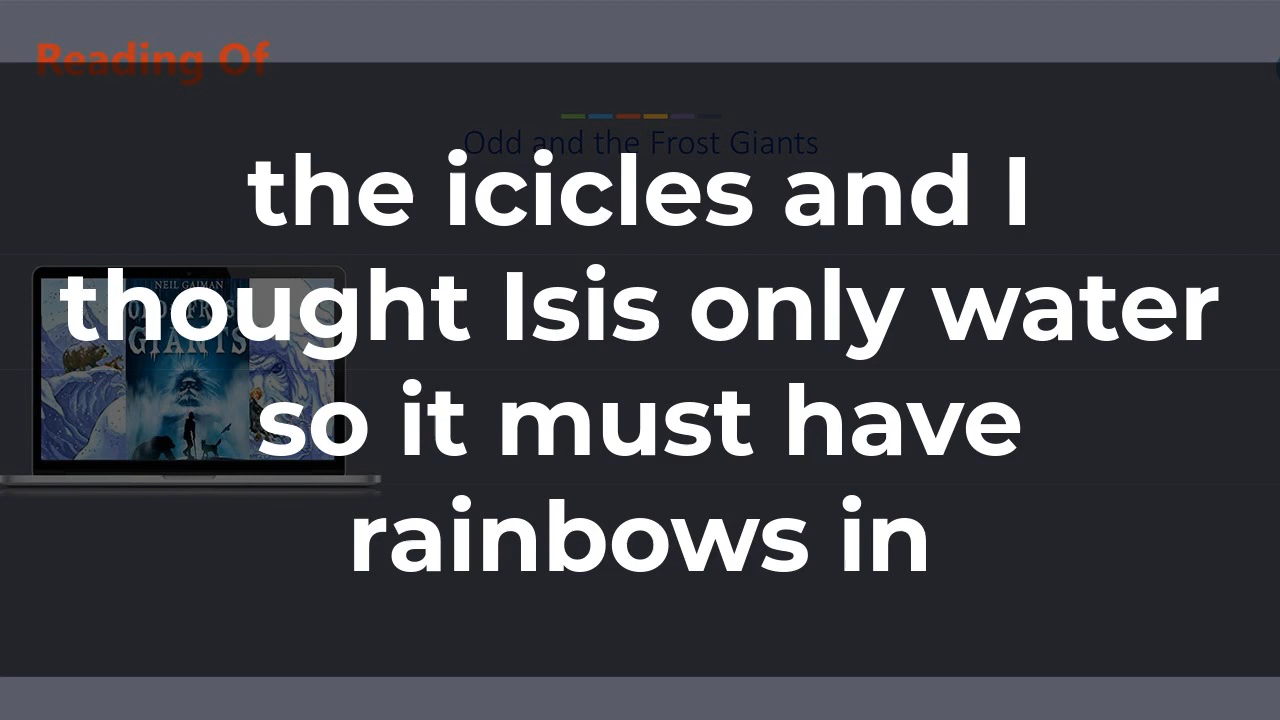 Reading Of
Odd and the Frost Giants
the icicles and I
thought Isis only water
so it must have
rainbows in
NEIL GAIMAN
GIANTS